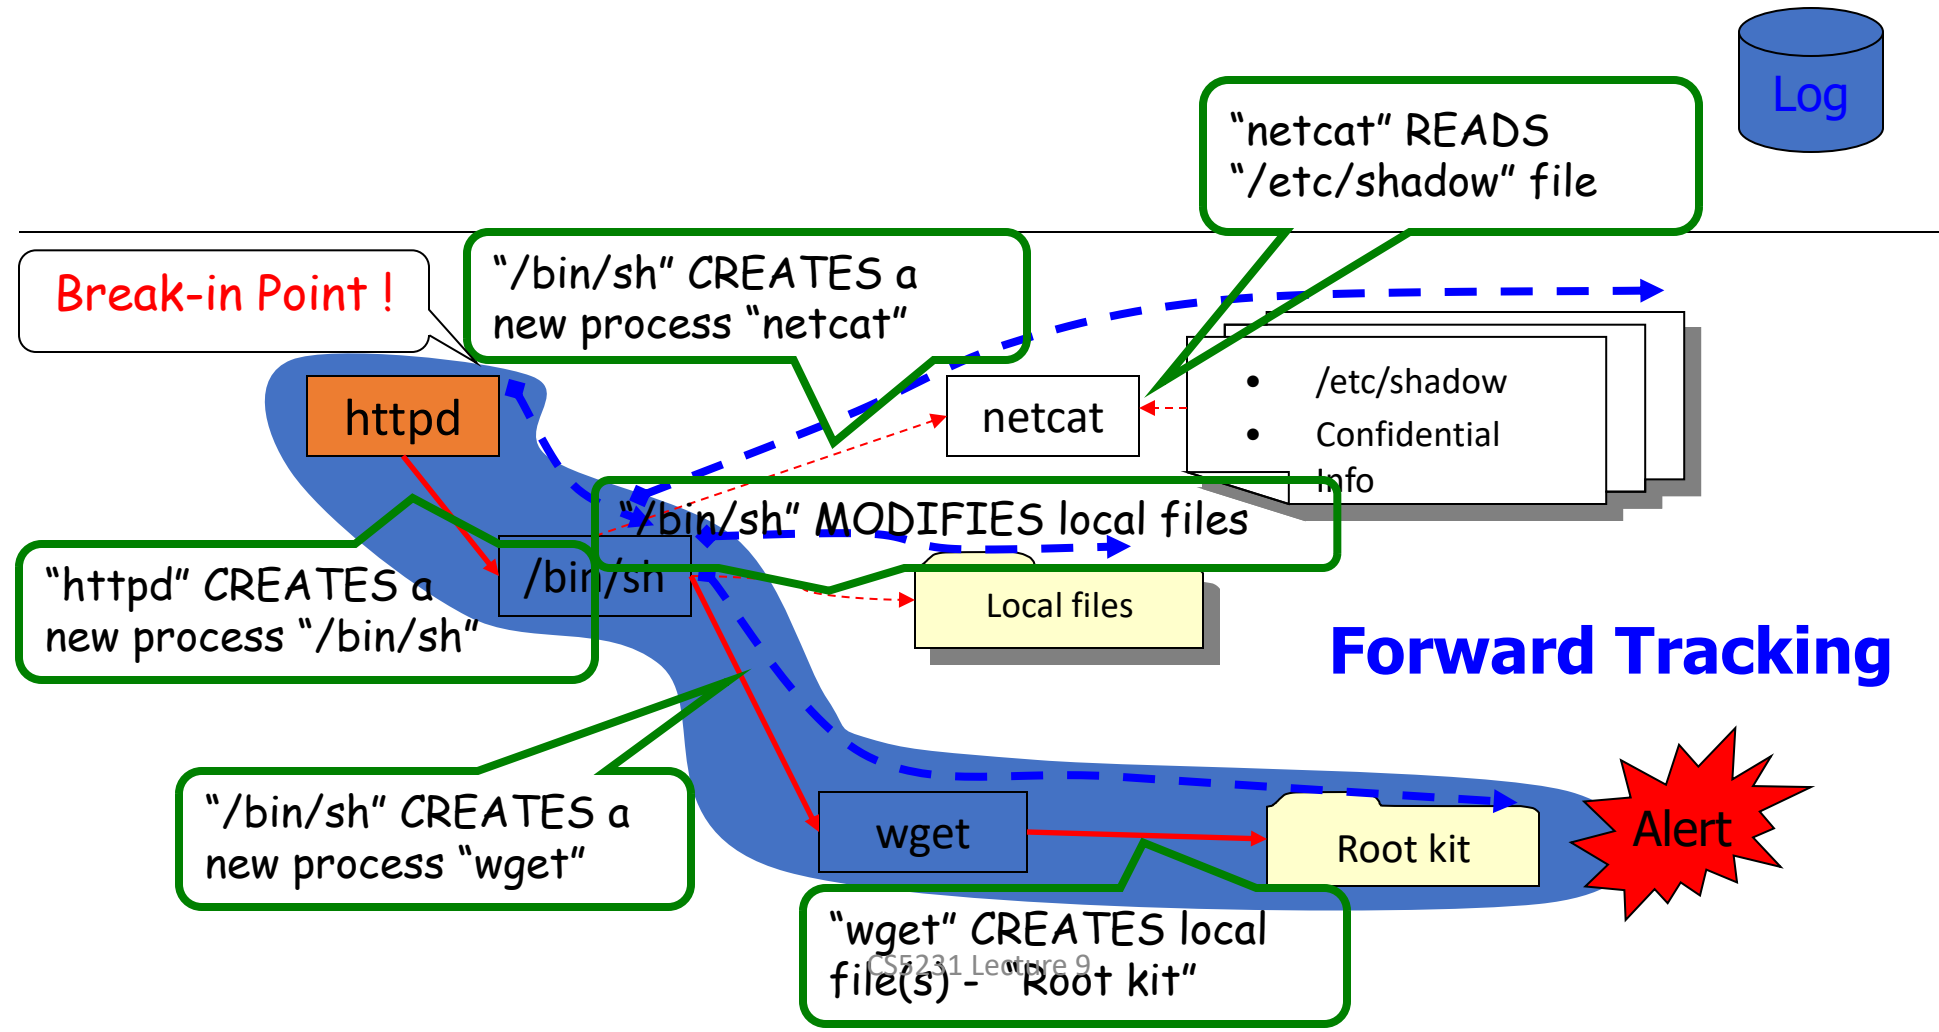 Log
“netcat” READS
“/etc/shadow” file
Break-in Point !
“/bin/sh” CREATES a
new process “netcat”
httpd
netcat
• /etc/shadow
• Confidential
Info
“/bin/sh” MODIFIES local files
“httpd” CREATES a
new process “/bin/sh”
/bin/sh
Local files
Forward Tracking
“/bin/sh” CREATES a
new process “wget”
wget
Root kit
Alert
“wget” CREATES local
file(s) - “Root kit”
CS5231 Lecture 9